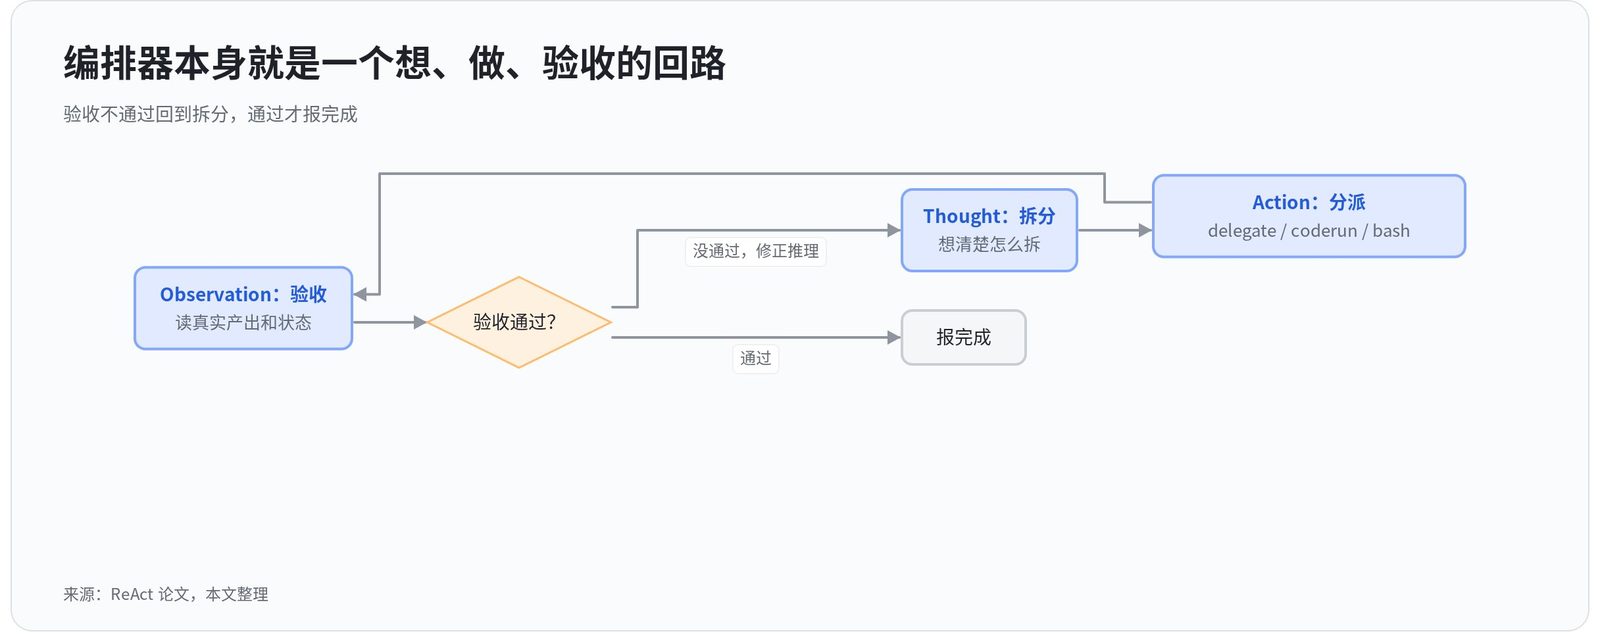 编排器本身就是一个想、做、验收的回路
验收不通过回到拆分，通过才报完成
Observation：验收
读真实产出和状态
验收通过？
没通过，修正推理
通过
Thought：拆分
想清楚怎么拆
报完成
Action：分派
delegate / coderun / bash
来源：ReAct 论文，本文整理